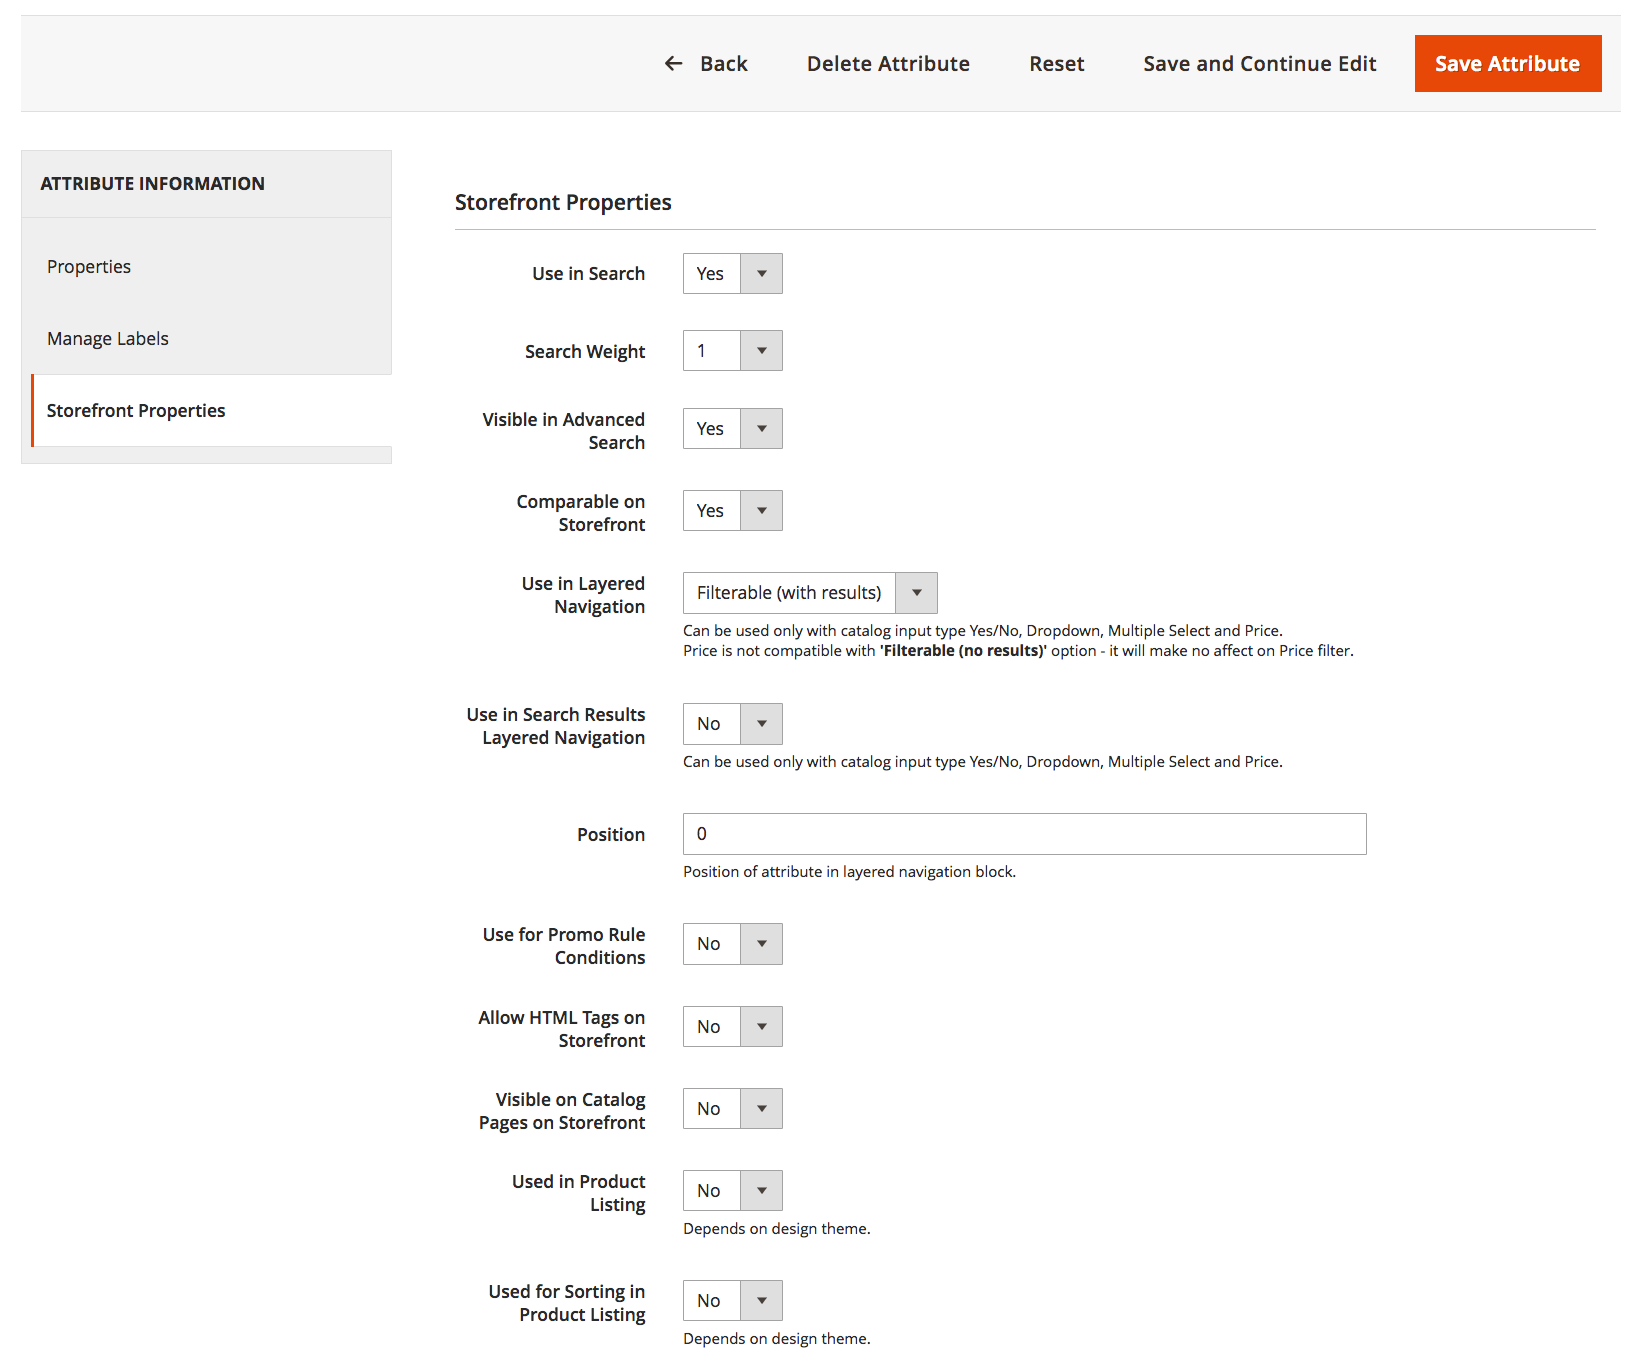 Back
Delete Attribute
Reset
Save and Continue Edit
Save Attribute
ATTRIBUTE INFORMATION
Properties
Manage Labels
Storefront Properties
Storefront Properties
Use in Search
Yes
Search Weight
1
Visible in Advanced
Search
Yes
Comparable on
Storefront
Yes
Use in Layered
Navigation
Filterable (with results)
Can be used only with catalog input type Yes/No, Dropdown, Multiple Select and Price.
Price is not compatible with 'Filterable (no results)' option - it will make no affect on Price filter.
Use in Search Results
Layered Navigation
No
Can be used only with catalog input type Yes/No, Dropdown, Multiple Select and Price.
Position
0
Position of attribute in layered navigation block.
Use for Promo Rule
Conditions
No
Allow HTML Tags on
Storefront
No
Visible on Catalog
Pages on Storefront
No
Used in Product
Listing
No
Depends on design theme.
Used for Sorting in
Product Listing
No
Depends on design theme.